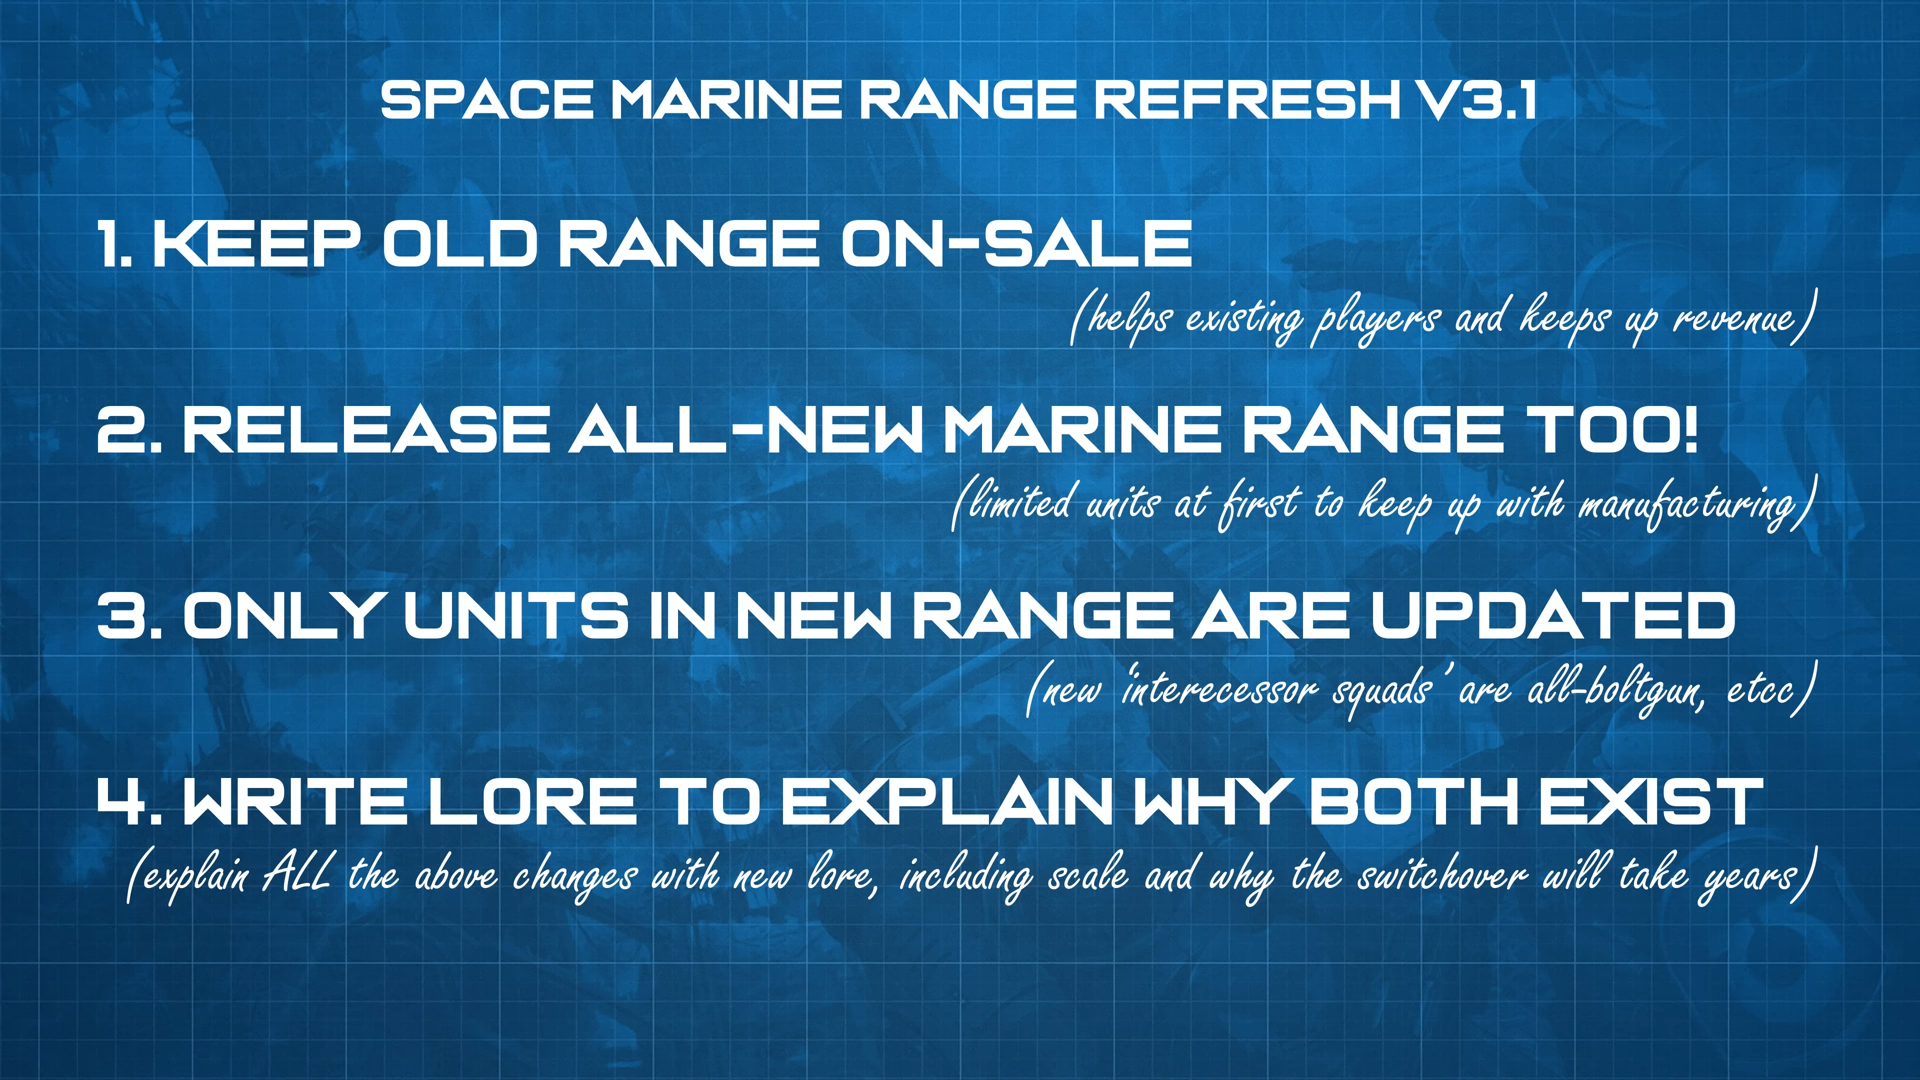 SPACE MARINE RANGE REFRESH V3.1
1. KEEP OLD RANGE ON-SALE
(helps existing players and keeps up revenue)
2. RELEASE ALL-NEW MARINE RANGE TOO!
(limited units at first to keep up with manufacturing)
3. ONLY UNITS IN NEW RANGE ARE UPDATED
(new ‘interecessor squads’ are all-boltgun, etcc)
4. WRITE LORE TO EXPLAIN WHY BOTH EXIST
(explain ALL the above changes with new lore, including scale and why the switchover will take years)